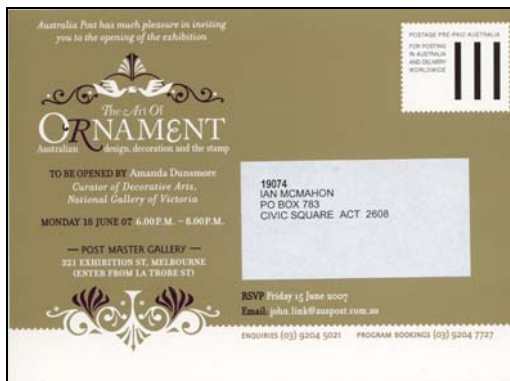 Australia Post has much pleasure in inviting
you to the opening of the exhibition
The Art Of
ORNAMENT
Australian design, decoration and the stamp
TO BE OPENED BY Amanda Dunsmore
Curator of Decorative Arts,
National Gallery of Victoria
MONDAY 18 JUNE 07 6.00P.M. – 8.00P.M.
— POST MASTER GALLERY —
321 EXHIBITION ST, MELBOURNE
(ENTER FROM LA TROBE ST)
POSTAGE PRE-PAID AUSTRALIA
FOR POSTING
IN AUSTRALIA
AND DELIVERY
WORLDWIDE
19074
IAN MCMAHON
PO BOX 783
CIVIC SQUARE ACT 2608
RSVP Friday 15 June 2007
Email: john.link@auspost.com.au
ENQUIRIES (03) 9204 5021 PROGRAM BOOKINGS (03) 9204 7727